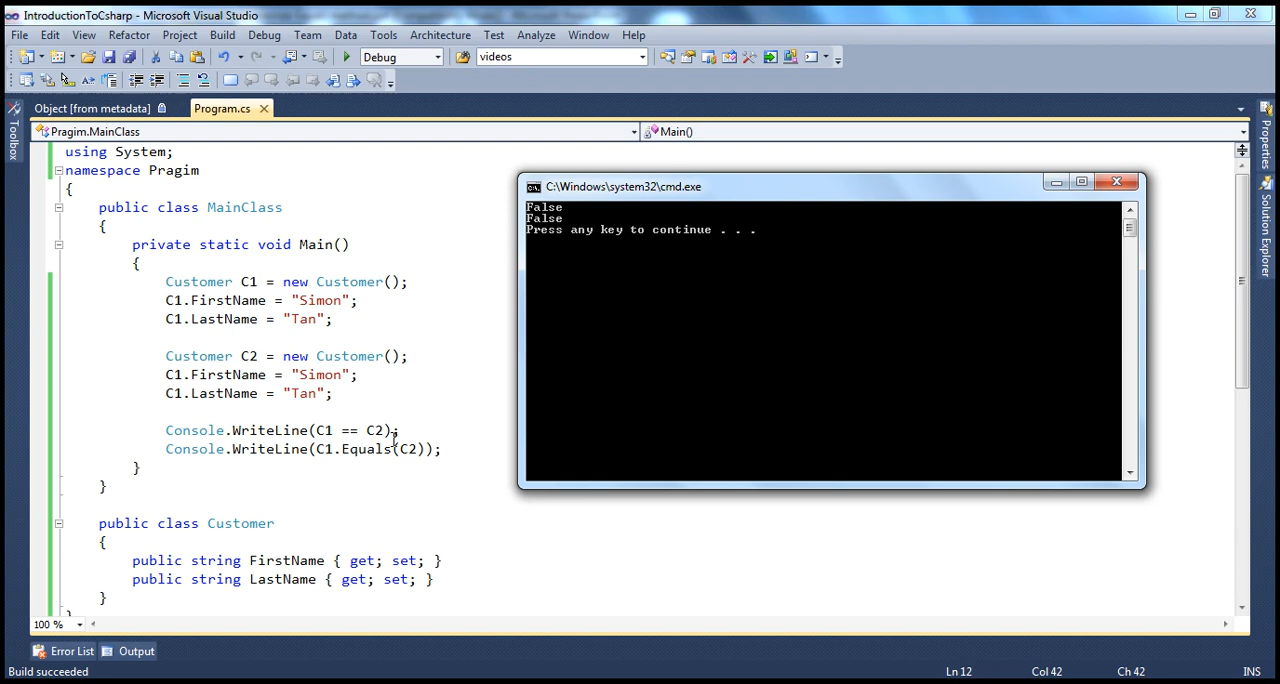 IntroductionToCsharp - Microsoft Visual Studio
File Edit View Refactor Project Build Debug Team Data Tools Architecture Test Analyze Window Help
Debug videos
Object [from metadata] Program.cs
Toolbox
Properties
Solution Explorer
Pragim.MainClass Main()
using System;
namespace Pragim
{
public class MainClass
{
private static void Main()
{
Customer C1 = new Customer();
C1.FirstName = "Simon";
C1.LastName = "Tan";
Customer C2 = new Customer();
C1.FirstName = "Simon";
C1.LastName = "Tan";
Console.WriteLine(C1 == C2);
Console.WriteLine(C1.Equals(C2));
}
}
public class Customer
{
public string FirstName { get; set; }
public string LastName { get; set; }
}
}
C:\Windows\system32\cmd.exe
False
False
Press any key to continue . . .
100 %
Error List Output
Build succeeded Ln 12 Col 42 Ch 42 INS